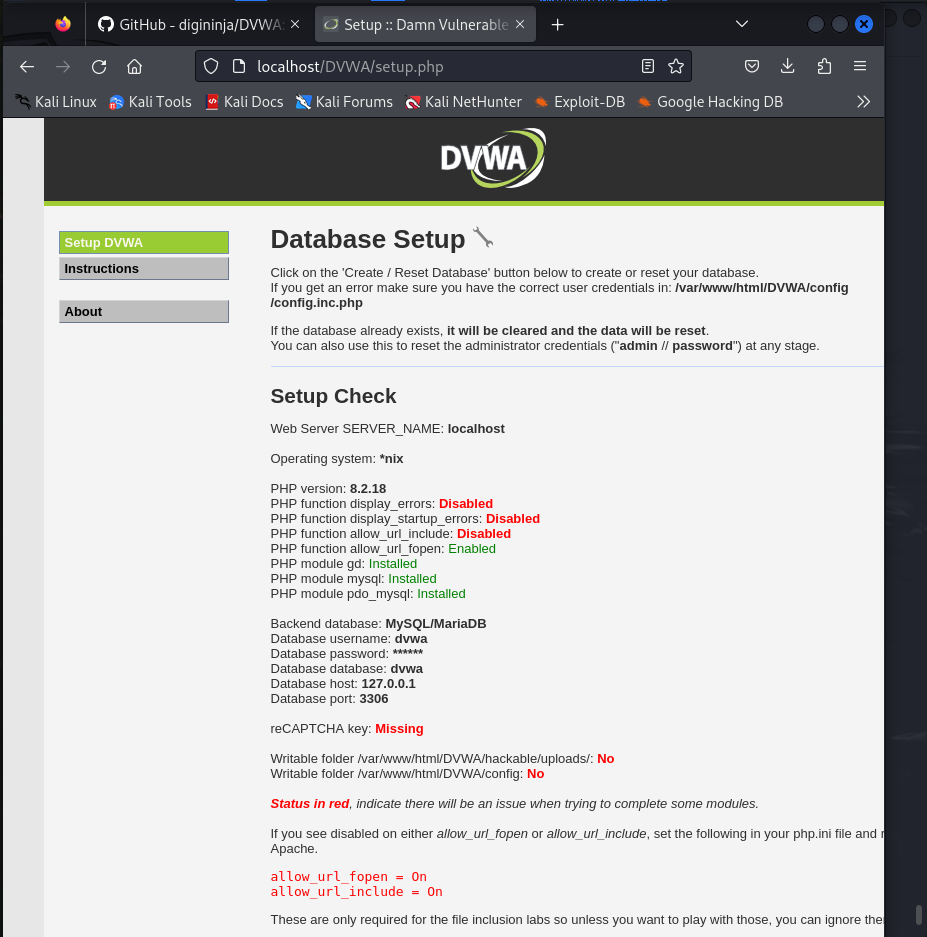 GitHub - digininja/DVWA:
Setup :: Damn Vulnerable
localhost/DVWA/setup.php
Kali Linux
Kali Tools
Kali Docs
Kali Forums
Kali NetHunter
Exploit-DB
Google Hacking DB
DVWA
Setup DVWA
Instructions
About
Database Setup
Click on the 'Create / Reset Database' button below to create or reset your database.
If you get an error make sure you have the correct user credentials in: /var/www/html/DVWA/config
/config.inc.php
If the database already exists, it will be cleared and the data will be reset.
You can also use this to reset the administrator credentials ("admin // password") at any stage.
Setup Check
Web Server SERVER_NAME: localhost
Operating system: *nix
PHP version: 8.2.18
PHP function display_errors: Disabled
PHP function display_startup_errors: Disabled
PHP function allow_url_include: Disabled
PHP function allow_url_fopen: Enabled
PHP module gd: Installed
PHP module mysql: Installed
PHP module pdo_mysql: Installed
Backend database: MySQL/MariaDB
Database username: dvwa
Database password: ******
Database database: dvwa
Database host: 127.0.0.1
Database port: 3306
reCAPTCHA key: Missing
Writable folder /var/www/html/DVWA/hackable/uploads/: No
Writable folder /var/www/html/DVWA/config: No
Status in red, indicate there will be an issue when trying to complete some modules.
If you see disabled on either allow_url_fopen or allow_url_include, set the following in your php.ini file and
Apache.
allow_url_fopen = On
allow_url_include = On
These are only required for the file inclusion labs so unless you want to play with those, you can ignore